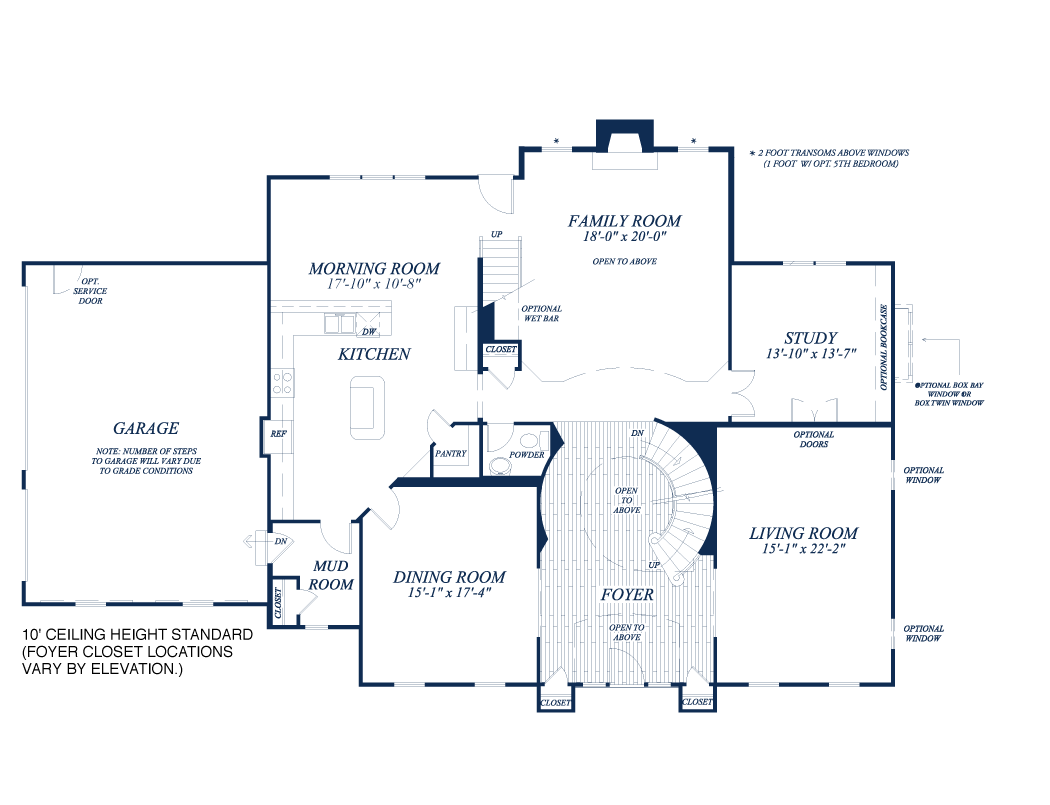 * 2 FOOT TRANSOMS ABOVE WINDOWS
(1 FOOT W/ OPT. 5TH BEDROOM)
*
*
FAMILY ROOM
18'-0" x 20'-0"
OPEN TO ABOVE
UP
MORNING ROOM
17'-10" x 10'-8"
OPT.
SERVICE
DOOR
OPTIONAL
WET BAR
DW
KITCHEN
CLOSET
STUDY
13'-10" x 13'-7"
OPTIONAL BOOKCASE
OPTIONAL BOX BAY
WINDOW OR
BOX TWIN WINDOW
GARAGE
NOTE: NUMBER OF STEPS
TO GARAGE WILL VARY DUE
TO GRADE CONDITIONS
REF
PANTRY
POWDER
DN
OPTIONAL
DOORS
OPTIONAL
WINDOW
OPEN
TO
ABOVE
LIVING ROOM
15'-1" x 22'-2"
DN
MUD
ROOM
CLOSET
DINING ROOM
15'-1" x 17'-4"
UP
FOYER
OPEN TO
ABOVE
OPTIONAL
WINDOW
10' CEILING HEIGHT STANDARD
(FOYER CLOSET LOCATIONS
VARY BY ELEVATION.)
CLOSET
CLOSET